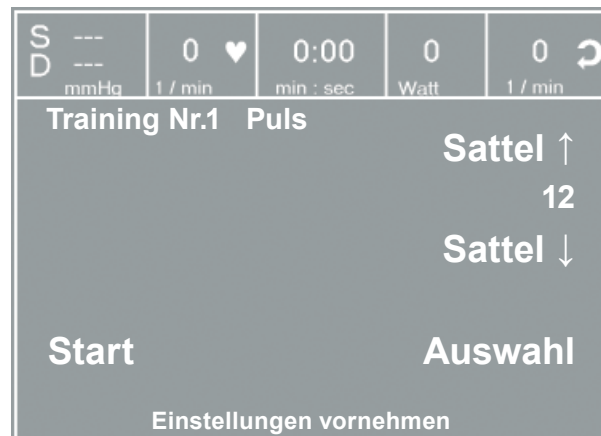 S --- 0 ♥ 0:00 0 0
D ---
mmHg 1 / min min : sec Watt 1 / min
Training Nr.1 Puls
Sattel ↑
12
Sattel ↓
Start Auswahl
Einstellungen vornehmen